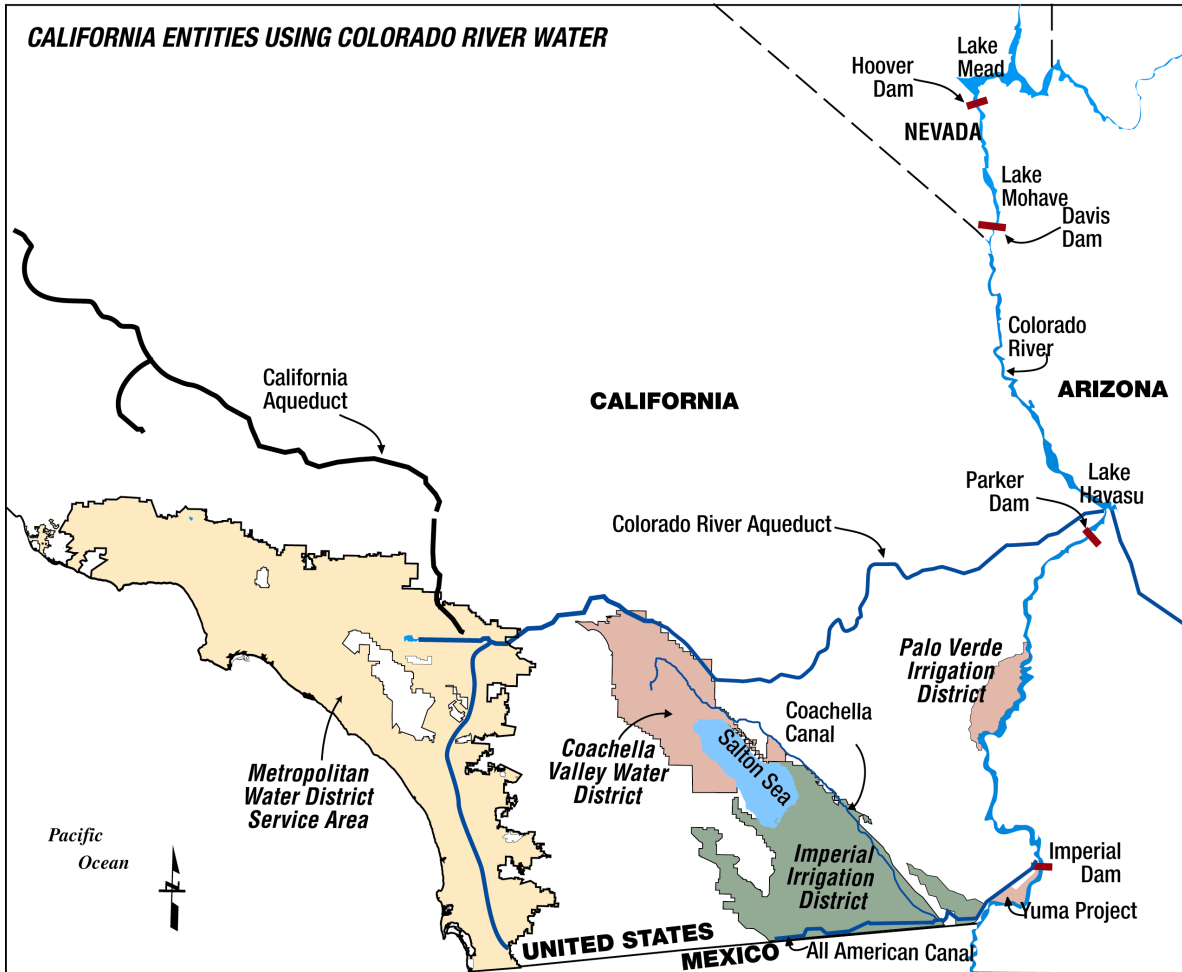 CALIFORNIA ENTITIES USING COLORADO RIVER WATER
Lake
Mead
Hoover
Dam
NEVADA
Lake
Mohave
Davis
Dam
Colorado
River
ARIZONA
California
Aqueduct
CALIFORNIA
Lake
Havasu
Parker
Dam
Colorado River Aqueduct
Palo Verde
Irrigation
District
Coachella
Canal
Salton Sea
Coachella
Valley Water
District
Metropolitan
Water District
Service Area
Pacific
Ocean
Imperial
Irrigation
District
Imperial
Dam
Yuma Project
UNITED STATES
MEXICO
All American Canal